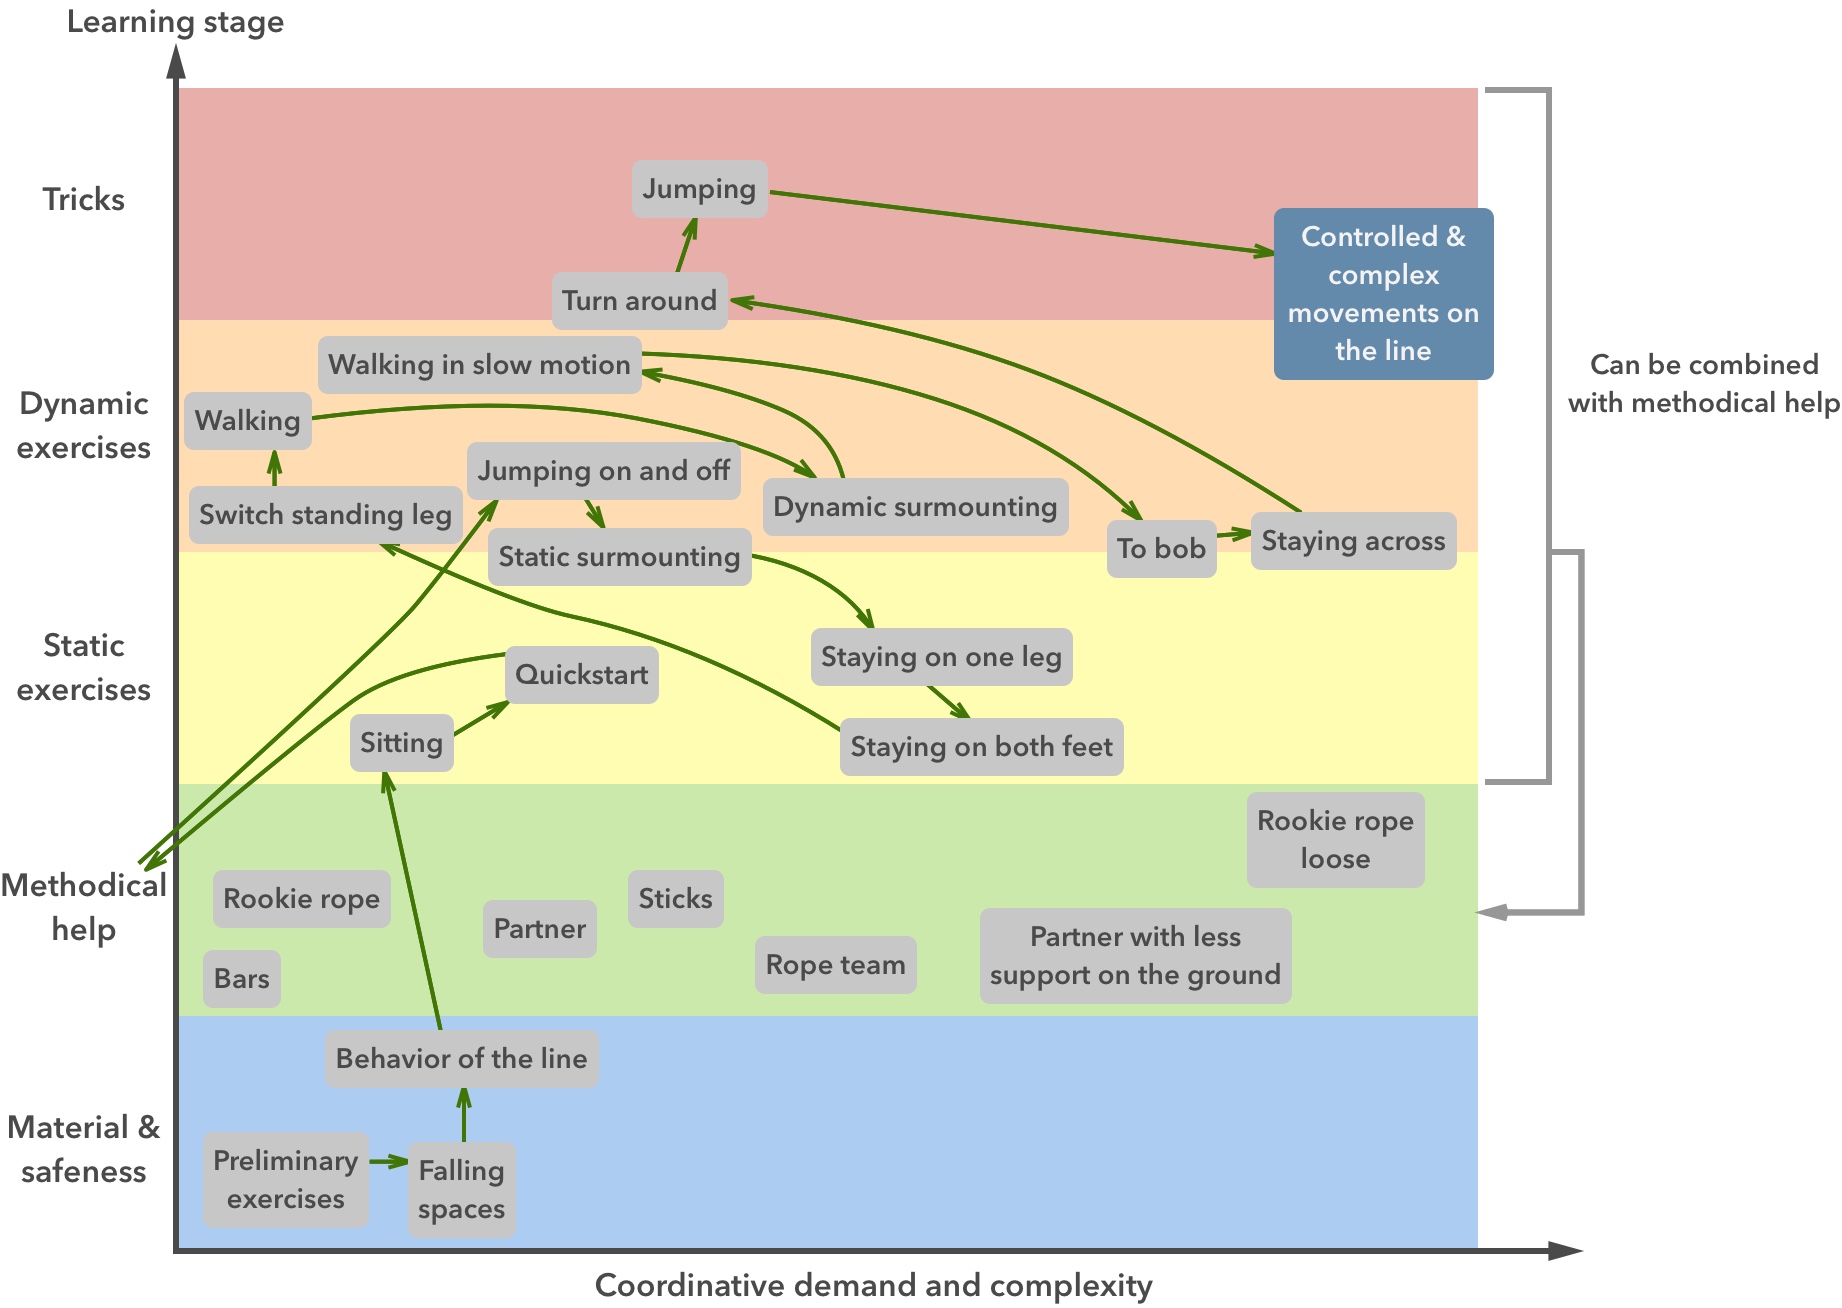 Learning stage
Tricks
Jumping
Controlled &
complex
movements on
the line
Turn around
Walking in slow motion
Can be combined
with methodical help
Dynamic
exercises
Walking
Jumping on and off
Switch standing leg
Dynamic surmounting
To bob
Staying across
Static surmounting
Static
exercises
Staying on one leg
Quickstart
Sitting
Staying on both feet
Rookie rope
loose
Methodical
help
Rookie rope
Sticks
Partner
Partner with less
support on the ground
Rope team
Bars
Behavior of the line
Material &
safeness
Preliminary
exercises
Falling
spaces
Coordinative demand and complexity